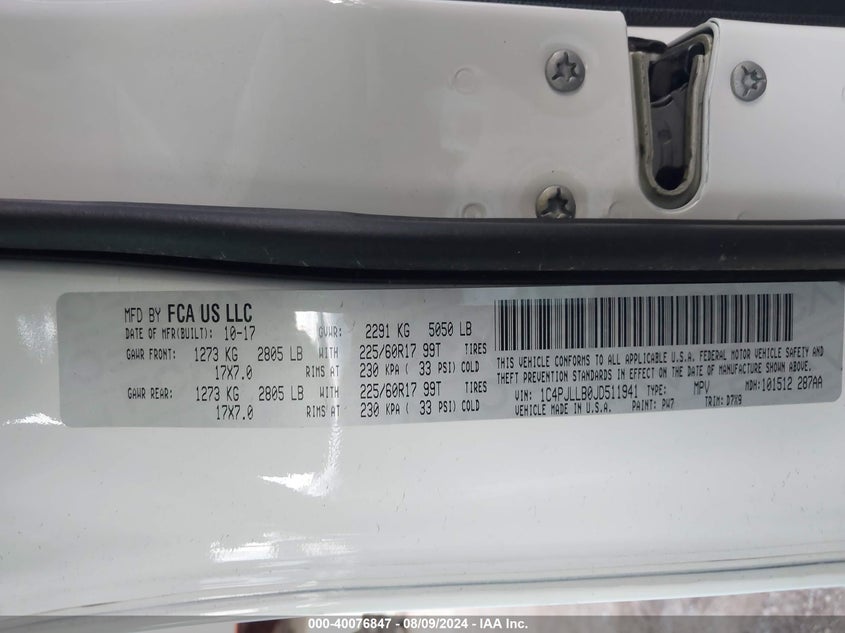 MFD BY FCA US LLC
DATE OF MFR(BUILT): 10-17 GVWR: 2291 KG 5050 LB
GAWR FRONT: 1273 KG 2805 LB WITH 225/60R17 99T TIRES
17X7.0 RIMS AT 230 KPA ( 33 PSI) COLD
GAWR REAR: 1273 KG 2805 LB WITH 225/60R17 99T TIRES
17X7.0 RIMS AT 230 KPA ( 33 PSI) COLD
THIS VEHICLE CONFORMS TO ALL APPLICABLE U.S.A. FEDERAL MOTOR VEHICLE SAFETY AND
THEFT PREVENTION STANDARDS IN EFFECT ON THE DATE OF MANUFACTURE SHOWN ABOVE.
VIN: 1C4PJLLB0JD511941 TYPE: MPV MDH: 101512 287AA
VEHICLE MADE IN U.S.A. PAINT: PW7 TRIM: D7X9
000-40076847 - 08/09/2024 - IAA Inc.